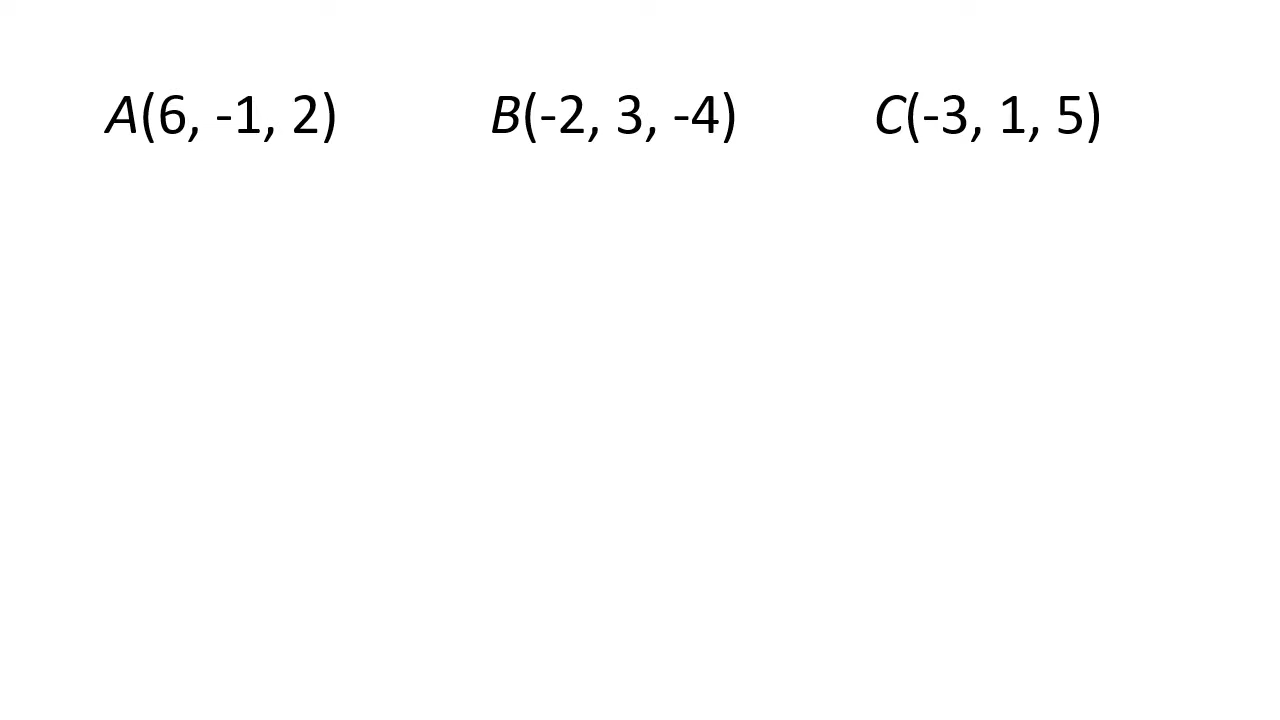 A(6, -1, 2) B(-2, 3, -4) C(-3, 1, 5)